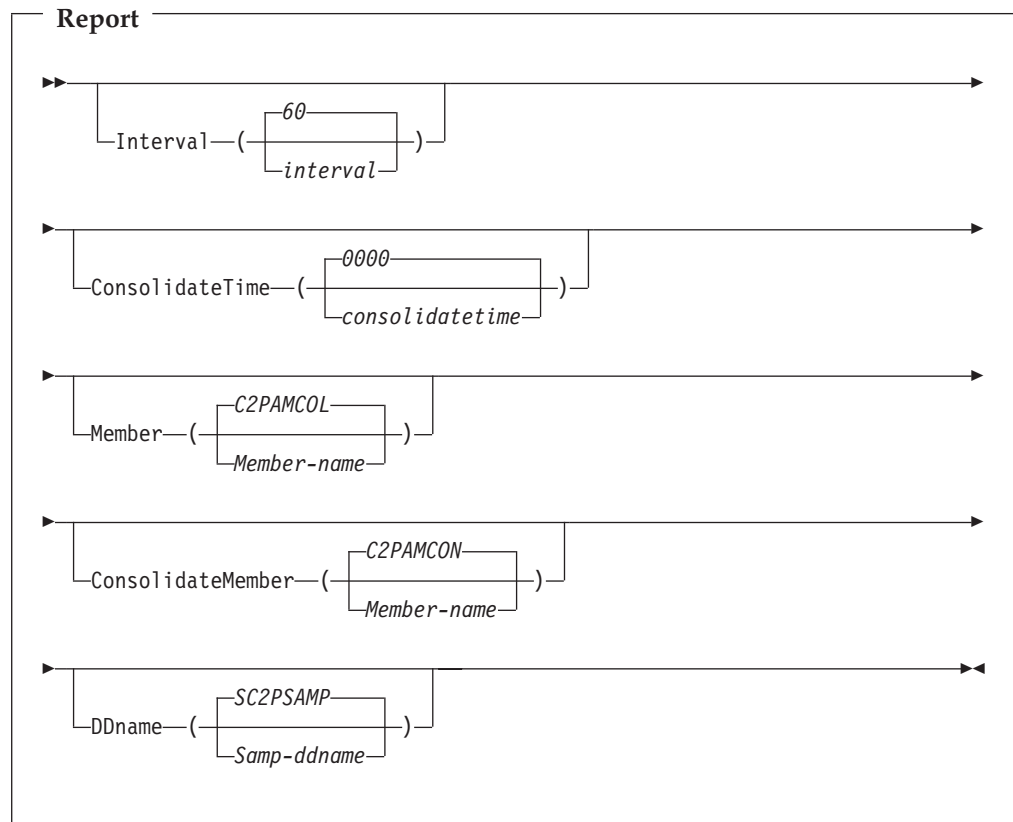 Report
60
Interval ( )
interval
0000
ConsolidateTime ( )
consolidatetime
C2PAMCOL
Member ( )
Member-name
C2PAMCON
ConsolidateMember ( )
Member-name
SC2PSAMP
DDname ( )
Samp-ddname